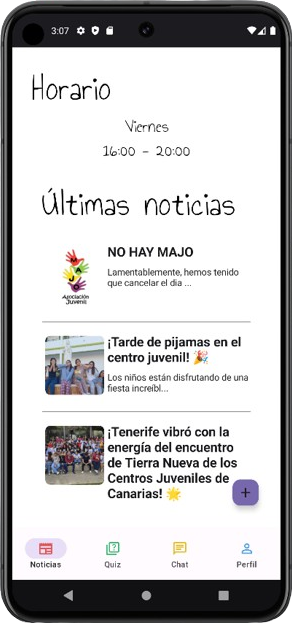 3:07
Horario
Viernes
16:00 - 20:00
Últimas noticias
MAJO
Asociación
Juvenil
NO HAY MAJO
Lamentablemente, hemos tenido
que cancelar el dia ...
¡Tarde de pijamas en el
centro juvenil! 🎉
Los niños están disfrutando de una
fiesta increíbl...
¡Tenerife vibró con la
energía del encuentro
de Tierra Nueva de los
Centros Juveniles de
Canarias! 🌟
+
Noticias
Quiz
Chat
Perfil